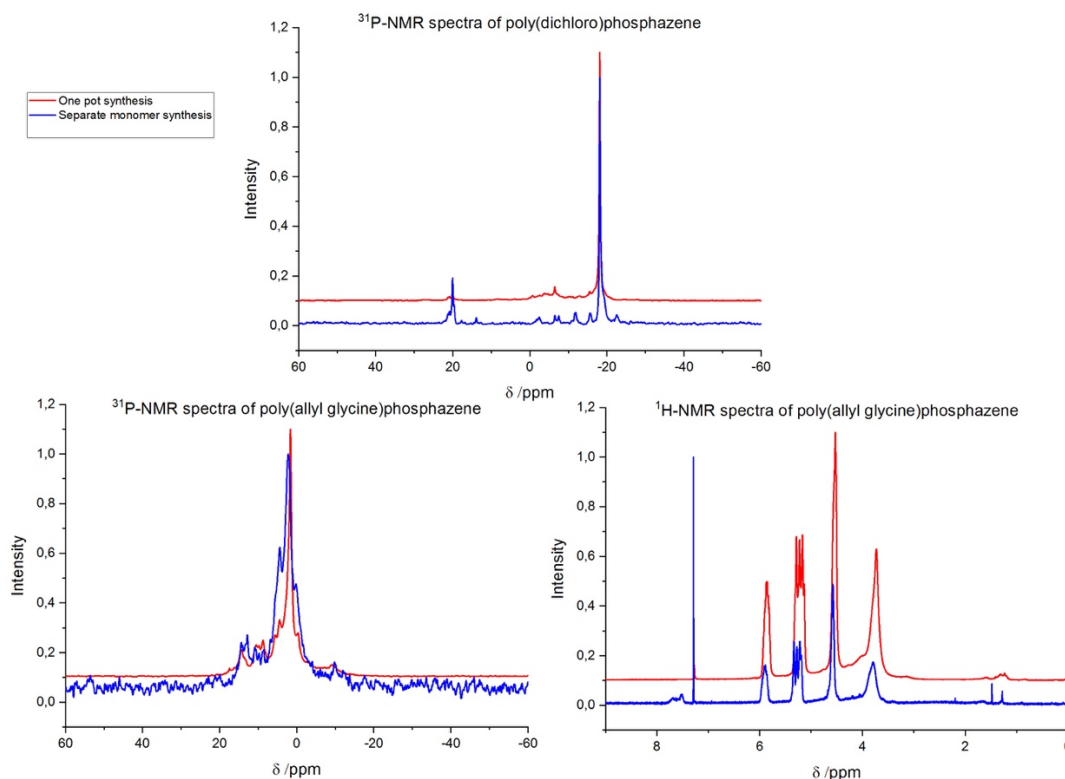 ³¹P-NMR spectra of poly(dichloro)phosphazene
One pot synthesis
Separate monomer synthesis
Intensity
1,2
1,0
0,8
0,6
0,4
0,2
0,0
60 40 20 0 -20 -40 -60
δ /ppm
³¹P-NMR spectra of poly(allyl glycine)phosphazene
Intensity
1,2
1,0
0,8
0,6
0,4
0,2
0,0
60 40 20 0 -20 -40 -60
δ /ppm
¹H-NMR spectra of poly(allyl glycine)phosphazene
Intensity
1,2
1,0
0,8
0,6
0,4
0,2
0,0
8 6 4 2 0
δ /ppm